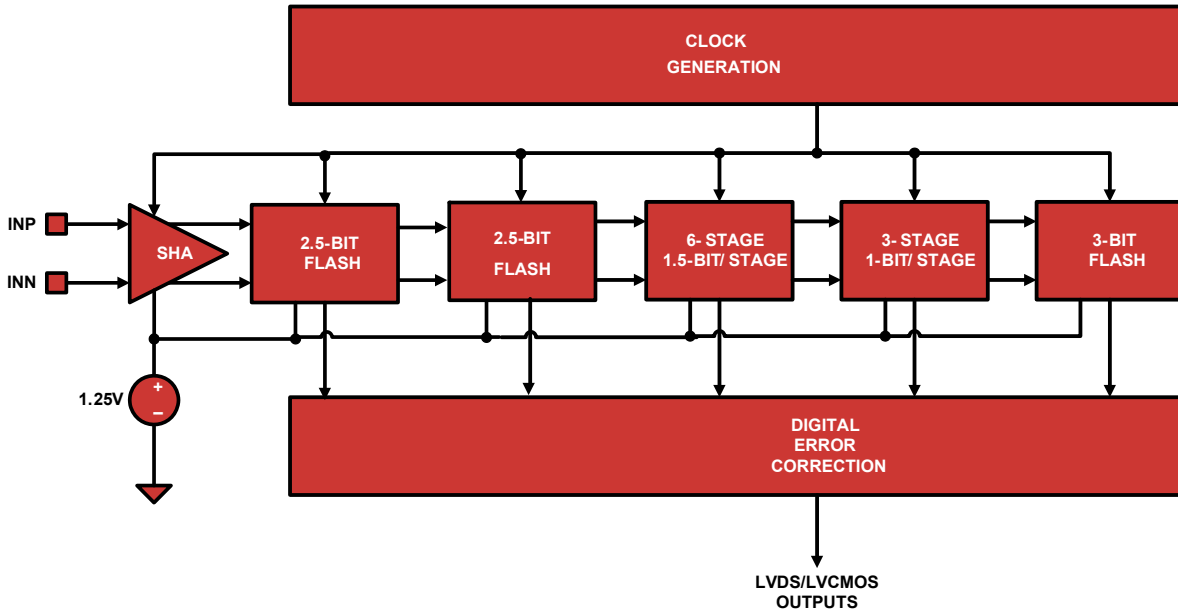 CLOCK
GENERATION
INP
INN
SHA
2.5-BIT
FLASH
2.5-BIT
FLASH
6- STAGE
1.5-BIT/ STAGE
3- STAGE
1-BIT/ STAGE
3-BIT
FLASH
1.25V
+
−
DIGITAL
ERROR
CORRECTION
LVDS/LVCMOS
OUTPUTS